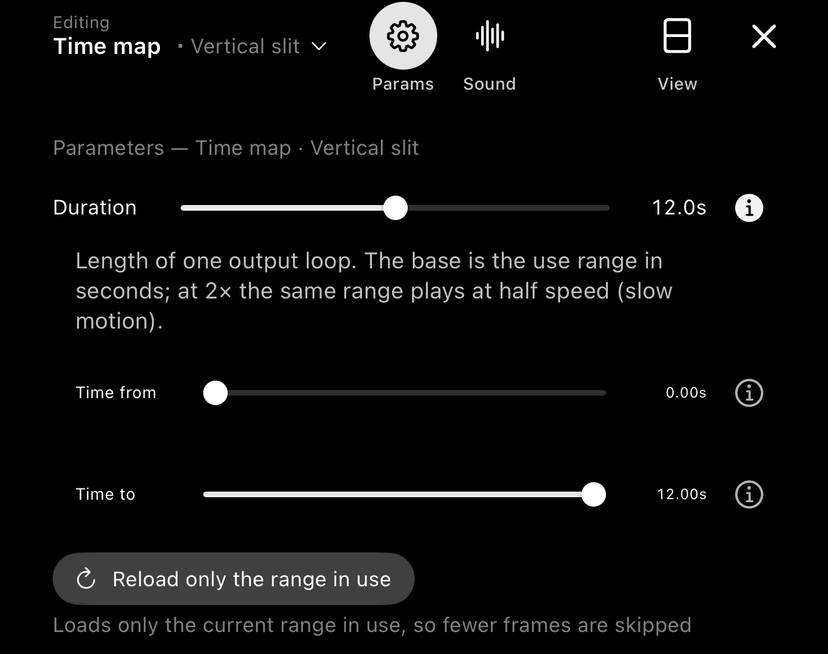 Editing
Time map · Vertical slit
Params
Sound
View
Parameters — Time map · Vertical slit
Duration 12.0s
Length of one output loop. The base is the use range in
seconds; at 2× the same range plays at half speed (slow
motion).
Time from 0.00s
Time to 12.00s
Reload only the range in use
Loads only the current range in use, so fewer frames are skipped